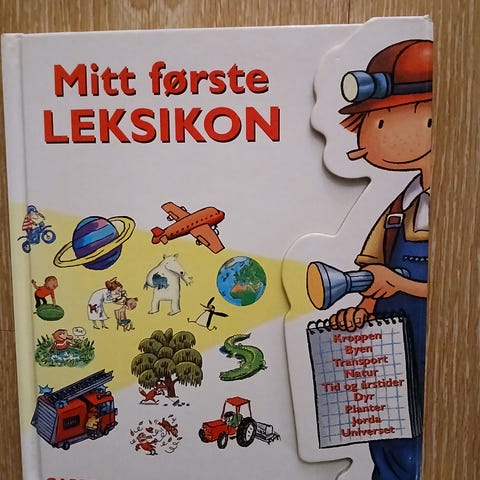 Mitt første
LEKSIKON
Kroppen
Byen
Transport
Natur
Tid og årstider
Dyr
Planter
Jorda
Universet